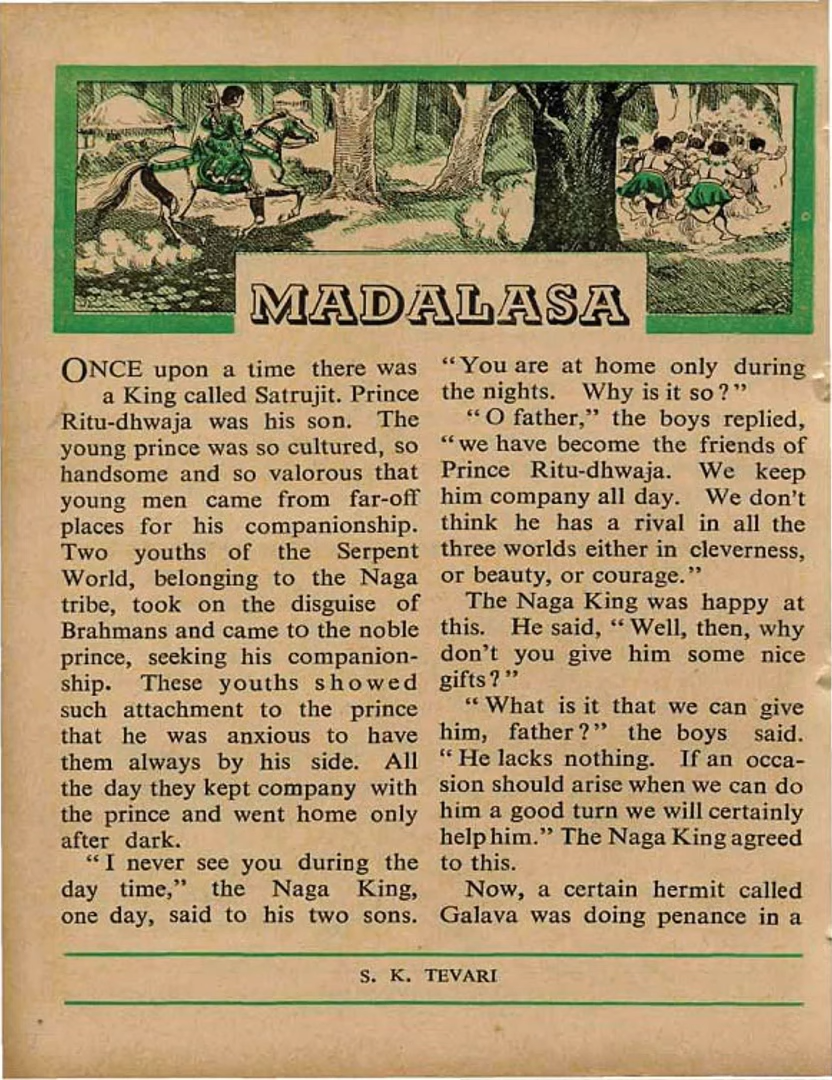 MADALASA
ONCE upon a time there was
a King called Satrujit. Prince
Ritu-dhwaja was his son. The
young prince was so cultured, so
handsome and so valorous that
young men came from far-off
places for his companionship.
Two youths of the Serpent
World, belonging to the Naga
tribe, took on the disguise of
Brahmans and came to the noble
prince, seeking his companion-
ship. These youths showed
such attachment to the prince
that he was anxious to have
them always by his side. All
the day they kept company with
the prince and went home only
after dark.
"I never see you during the
day time," the Naga King,
one day, said to his two sons.
"You are at home only during
the nights. Why is it so?"
"O father," the boys replied,
"we have become the friends of
Prince Ritu-dhwaja. We keep
him company all day. We don't
think he has a rival in all the
three worlds either in cleverness,
or beauty, or courage."
The Naga King was happy at
this. He said, "Well, then, why
don't you give him some nice
gifts?"
"What is it that we can give
him, father?" the boys said.
"He lacks nothing. If an occa-
sion should arise when we can do
him a good turn we will certainly
help him." The Naga King agreed
to this.
Now, a certain hermit called
Galava was doing penance in a
S. K. TEVARI